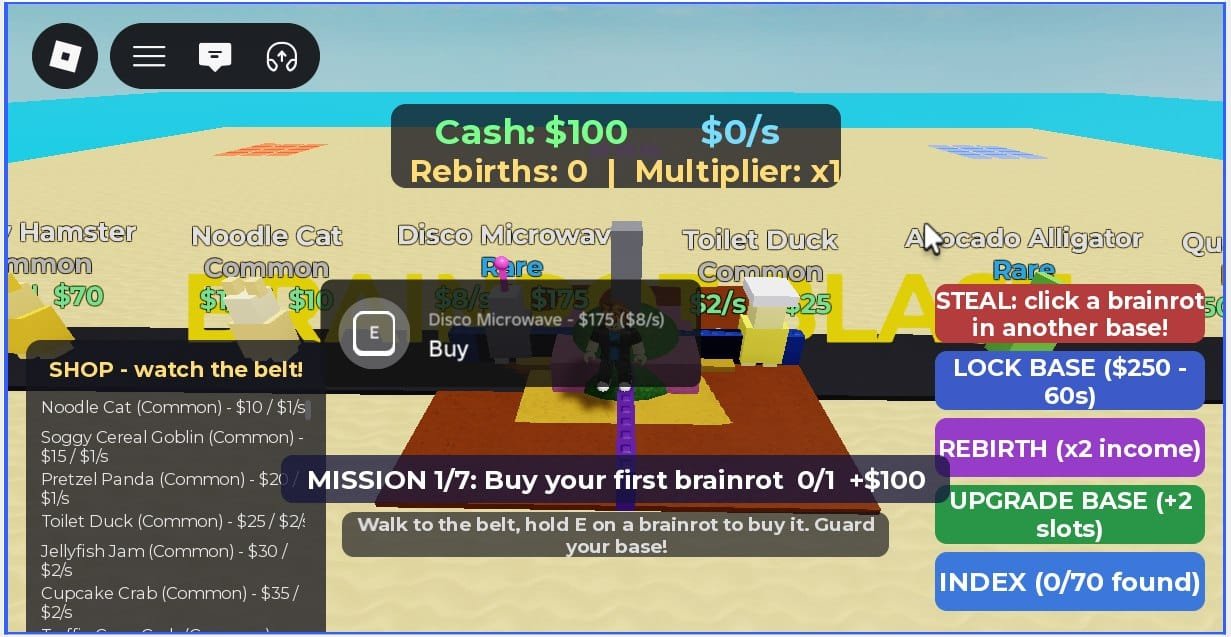 Cash: $100 $0/s
Rebirths: 0 | Multiplier: x1
Hamster
Noodle Cat
Common
$10
$70
Disco Microwav
Rare
$8/s $175
Toilet Duck
Common
$2/s $25
Avocado Alligator
Rare
E
Disco Microwave - $175 ($8/s)
Buy
SHOP - watch the belt!
Noodle Cat (Common) - $10 / $1/s
Soggy Cereal Goblin (Common) -
$15 / $1/s
Pretzel Panda (Common) - $20 /
$1/s
Toilet Duck (Common) - $25 / $2/s
Jellyfish Jam (Common) - $30 /
$2/s
Cupcake Crab (Common) - $35 /
$2/s
STEAL: click a brainrot
in another base!
LOCK BASE ($250 -
60s)
REBIRTH (x2 income)
UPGRADE BASE (+2
slots)
INDEX (0/70 found)
MISSION 1/7: Buy your first brainrot 0/1 +$100
Walk to the belt, hold E on a brainrot to buy it. Guard
your base!